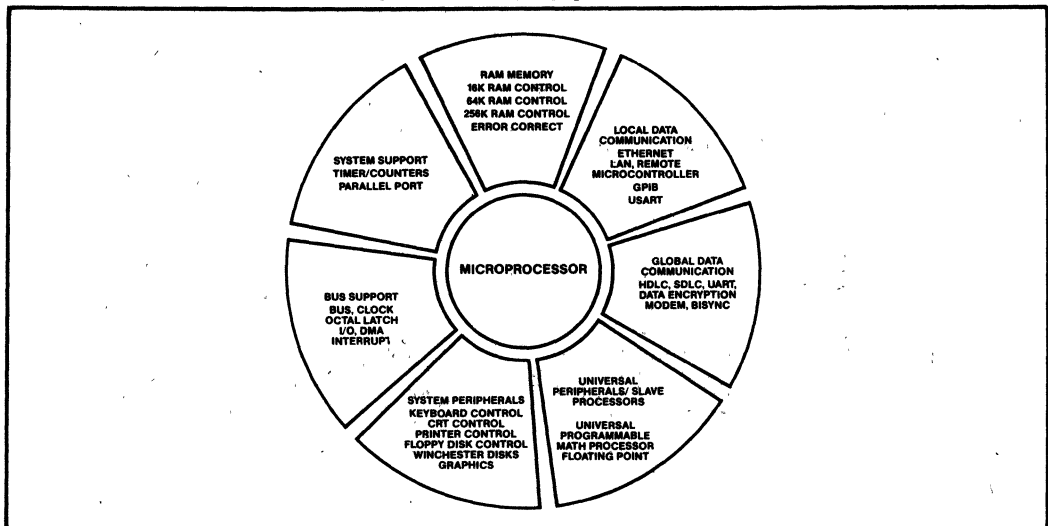 RAM MEMORY
16K RAM CONTROL
64K RAM CONTROL
256K RAM CONTROL
ERROR CORRECT
LOCAL DATA
COMMUNICATION
ETHERNET
LAN, REMOTE
MICROCONTROLLER
GPIB
USART
GLOBAL DATA
COMMUNICATION
HDLC, SDLC, UART,
DATA ENCRYPTION
MODEM, BISYNC
UNIVERSAL
PERIPHERALS/ SLAVE
PROCESSORS
UNIVERSAL
PROGRAMMABLE
MATH PROCESSOR
FLOATING POINT
SYSTEM PERIPHERALS
KEYBOARD CONTROL
CRT CONTROL
PRINTER CONTROL
FLOPPY DISK CONTROL
WINCHESTER DISKS
GRAPHICS
BUS SUPPORT
BUS, CLOCK
OCTAL LATCH
I/O, DMA
INTERRUPT
SYSTEM SUPPORT
TIMER/COUNTERS
PARALLEL PORT
MICROPROCESSOR